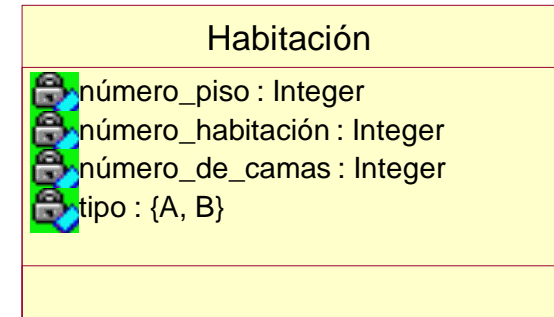 Habitación
número_piso : Integer
número_habitación : Integer
número_de_camas : Integer
tipo : {A, B}